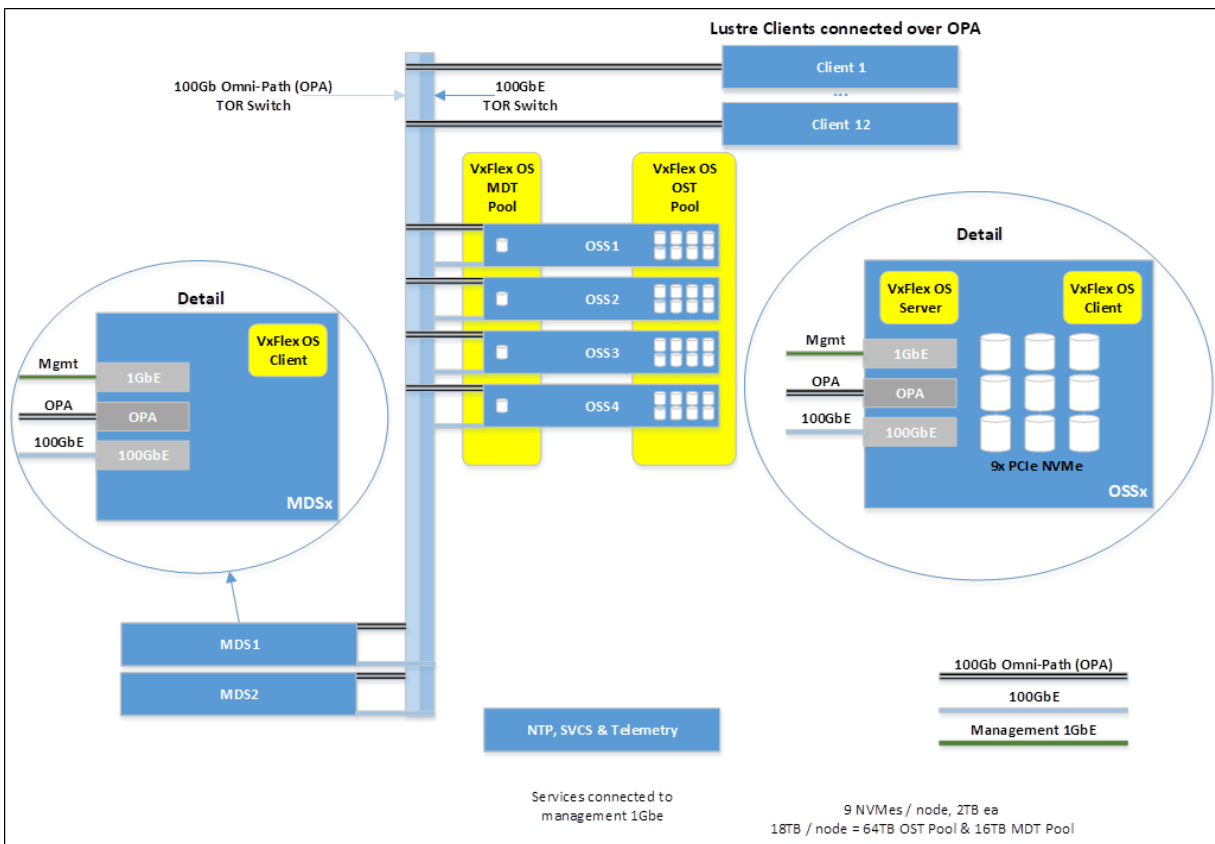 Lustre Clients connected over OPA
Client 1
...
Client 12
100Gb Omni-Path (OPA)
TOR Switch
100GbE
TOR Switch
VxFlex OS
MDT
Pool
VxFlex OS
OST
Pool
OSS1
OSS2
OSS3
OSS4
Detail
VxFlex OS
Client
Mgmt
1GbE
OPA
OPA
100GbE
100GbE
MDSx
Detail
VxFlex OS
Server
VxFlex OS
Client
Mgmt
1GbE
OPA
OPA
100GbE
100GbE
9x PCIe NVMe
OSSx
MDS1
MDS2
NTP, SVCS & Telemetry
100Gb Omni-Path (OPA)
100GbE
Management 1GbE
Services connected to
management 1Gbe
9 NVMes / node, 2TB ea
18TB / node = 64TB OST Pool & 16TB MDT Pool